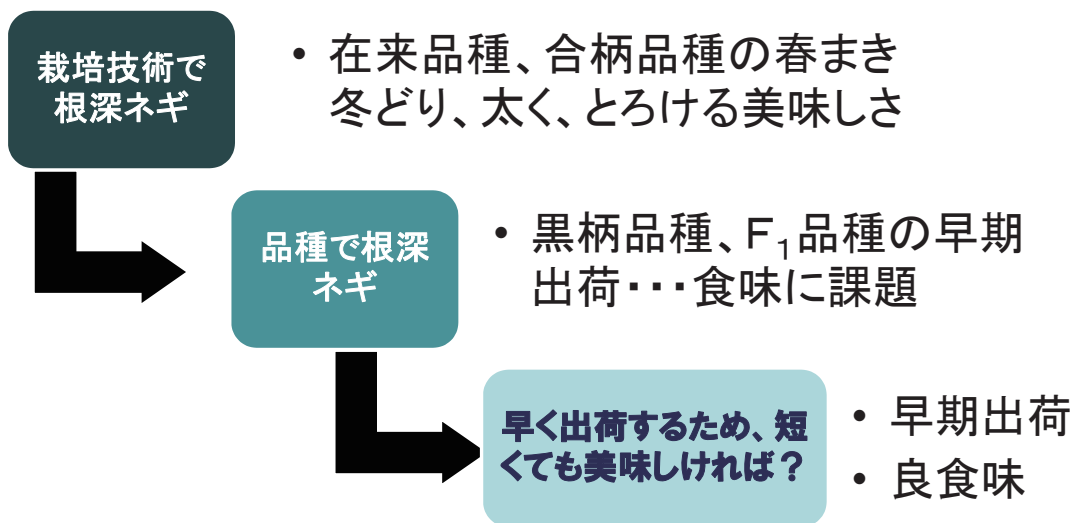 栽培技術で
根深ネギ
• 在来品種、合柄品種の春まき
冬どり、太く、とろける美味しさ
品種で根深
ネギ
• 黒柄品種、F₁品種の早期
出荷・・・食味に課題
早く出荷するため、短
くても美味しければ？
• 早期出荷
• 良食味